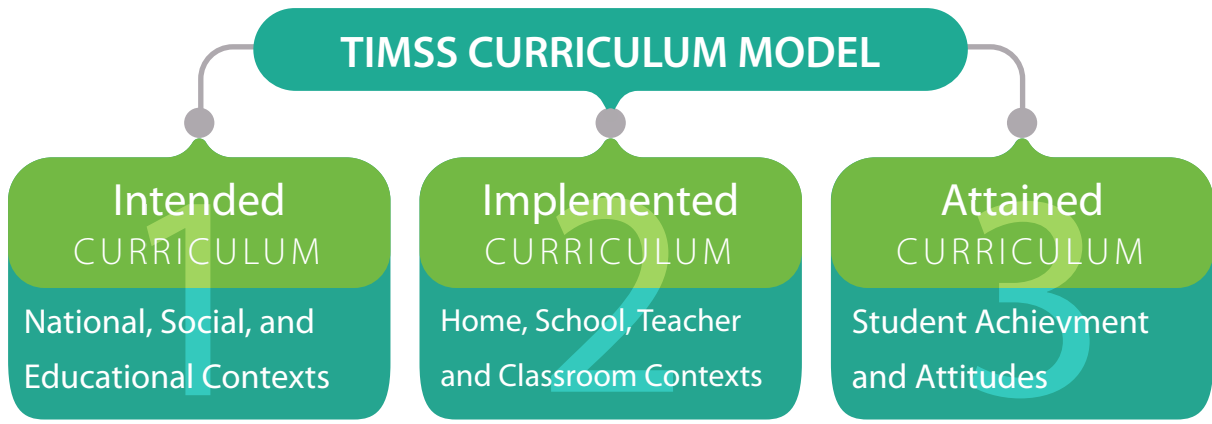 TIMSS CURRICULUM MODEL
1
Intended
CURRICULUM
National, Social, and
Educational Contexts
2
Implemented
CURRICULUM
Home, School, Teacher
and Classroom Contexts
3
Attained
CURRICULUM
Student Achievment
and Attitudes